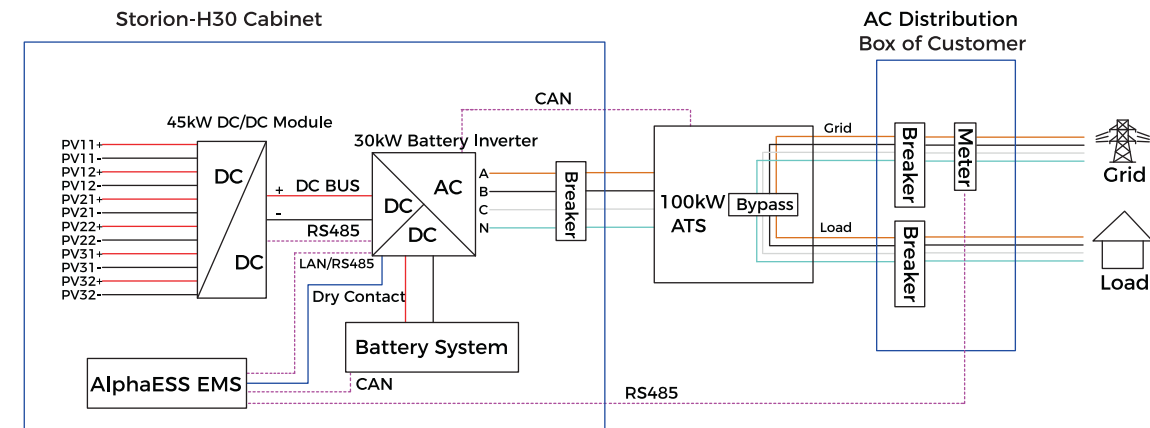 Storion-H30 Cabinet
AC Distribution
Box of Customer
CAN
45kW DC/DC Module
30kW Battery Inverter
PV11+
PV11-
PV12+
PV12-
PV21+
PV21-
PV22+
PV22-
PV31+
PV31-
PV32+
PV32-
DC
DC
+ DC BUS
-
RS485
LAN/RS485
Dry Contact
AC
DC
DC
A
B
C
N
Breaker
100kW
ATS
Bypass
Grid
Load
Breaker
Meter
Breaker
Grid
Load
Battery System
AlphaESS EMS
CAN
RS485